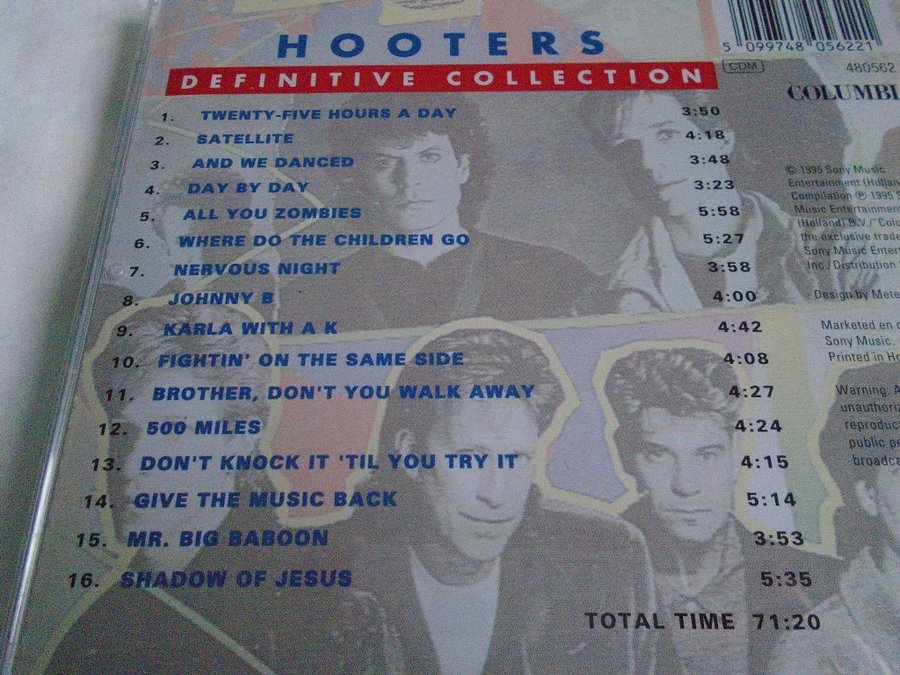 HOOTERS
DEFINITIVE COLLECTION
1. TWENTY-FIVE HOURS A DAY 3:50
2. SATELLITE 4:18
3. AND WE DANCED 3:48
4. DAY BY DAY 3:23
5. ALL YOU ZOMBIES 5:58
6. WHERE DO THE CHILDREN GO 5:27
7. NERVOUS NIGHT 3:58
8. JOHNNY B 4:00
9. KARLA WITH A K 4:42
10. FIGHTIN' ON THE SAME SIDE 4:08
11. BROTHER, DON'T YOU WALK AWAY 4:27
12. 500 MILES 4:24
13. DON'T KNOCK IT 'TIL YOU TRY IT 4:15
14. GIVE THE MUSIC BACK 5:14
15. MR. BIG BABOON 3:53
16. SHADOW OF JESUS 5:35
TOTAL TIME 71:20
5 099748 056221
CDM 480562
COLUMBI
© 1995 Sony Music
Entertainment (Holland
Compilation ℗ 1995 S
Music Entertainment
(Holland) B.V./"Colu
the exclusive trade
Sony Music Enter
Inc./ Distribution
Design by Mete
Marketed en d
Sony Music.
Printed in Ho
Warning: A
unauthoriz
reproduct
public pe
broadca